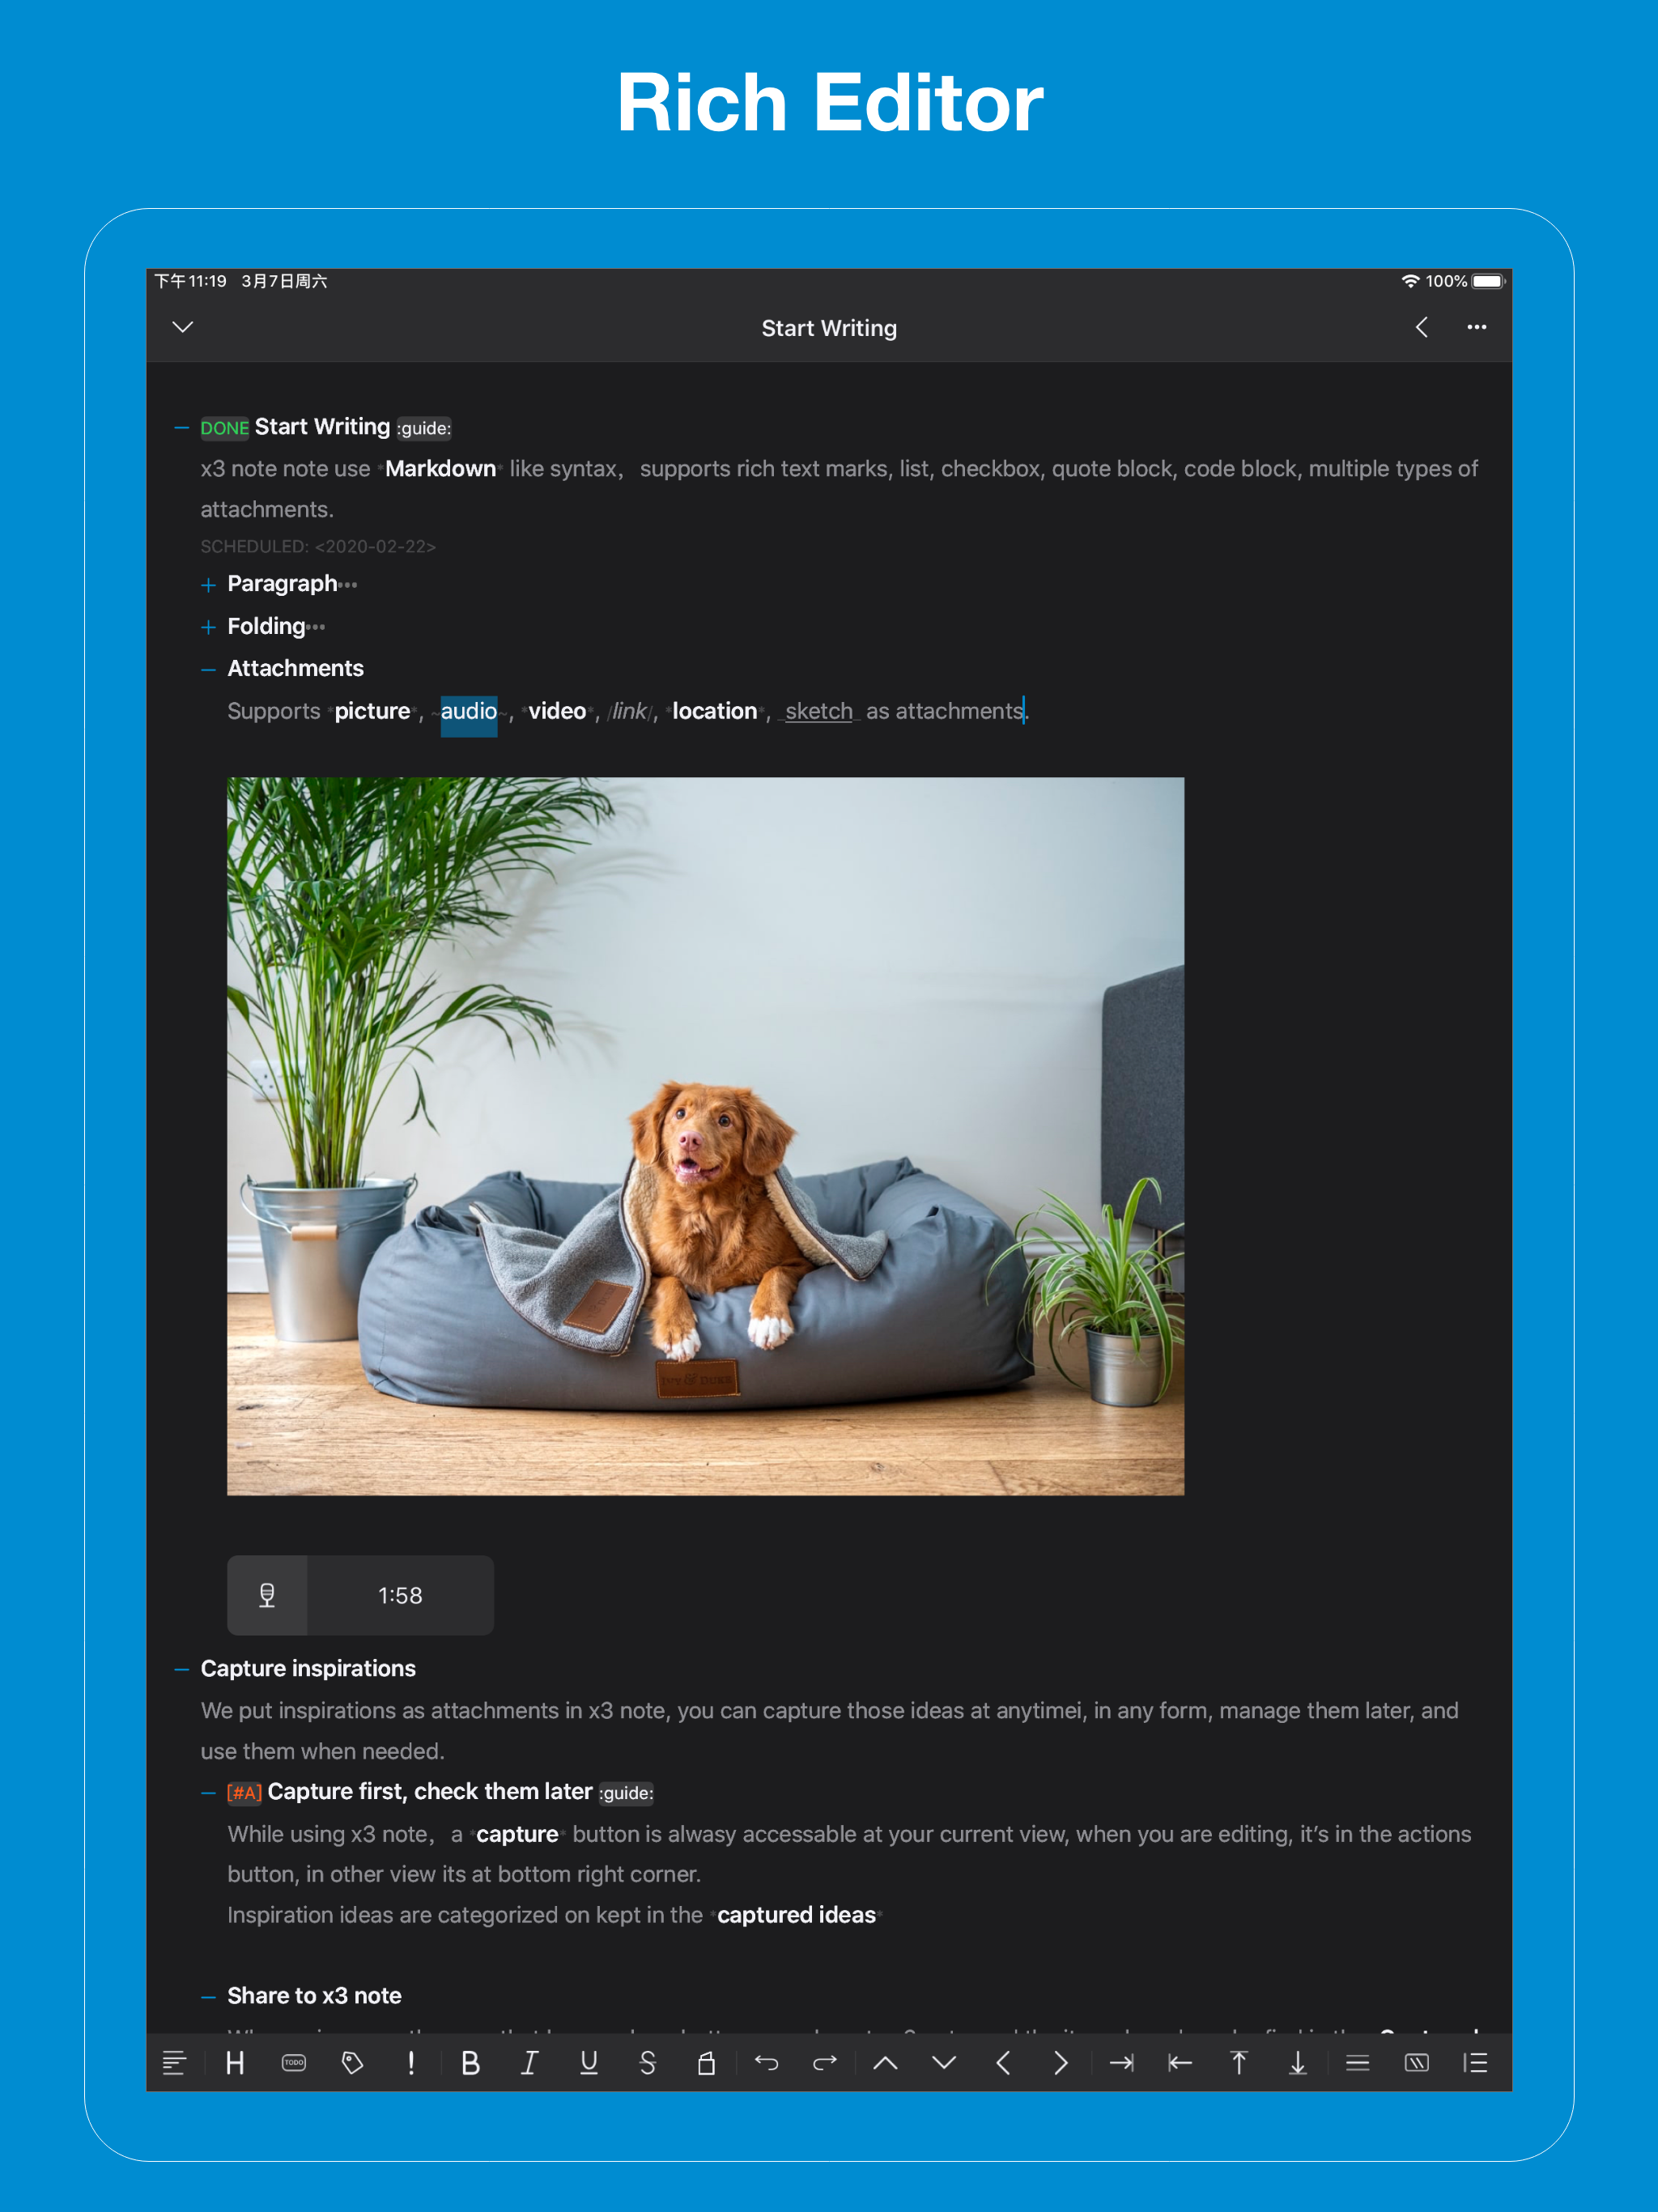 Rich Editor
下午11:19 3月7日周六
100%
Start Writing
DONE Start Writing :guide:
x3 note note use *Markdown* like syntax， supports rich text marks, list, checkbox, quote block, code block, multiple types of
attachments.
SCHEDULED: <2020-02-22>
Paragraph•••
Folding•••
Attachments
Supports *picture*, ~audio~, *video*, /link/, *location*, _sketch_ as attachments.
IVY & DUKE
1:58
Capture inspirations
We put inspirations as attachments in x3 note, you can capture those ideas at anytimei, in any form, manage them later, and
use them when needed.
[#A] Capture first, check them later :guide:
While using x3 note， a *capture* button is alwasy accessable at your current view, when you are editing, it’s in the actions
button, in other view its at bottom right corner.
Inspiration ideas are categorized on kept in the *captured ideas*
Share to x3 note
H TODO ! B I U S